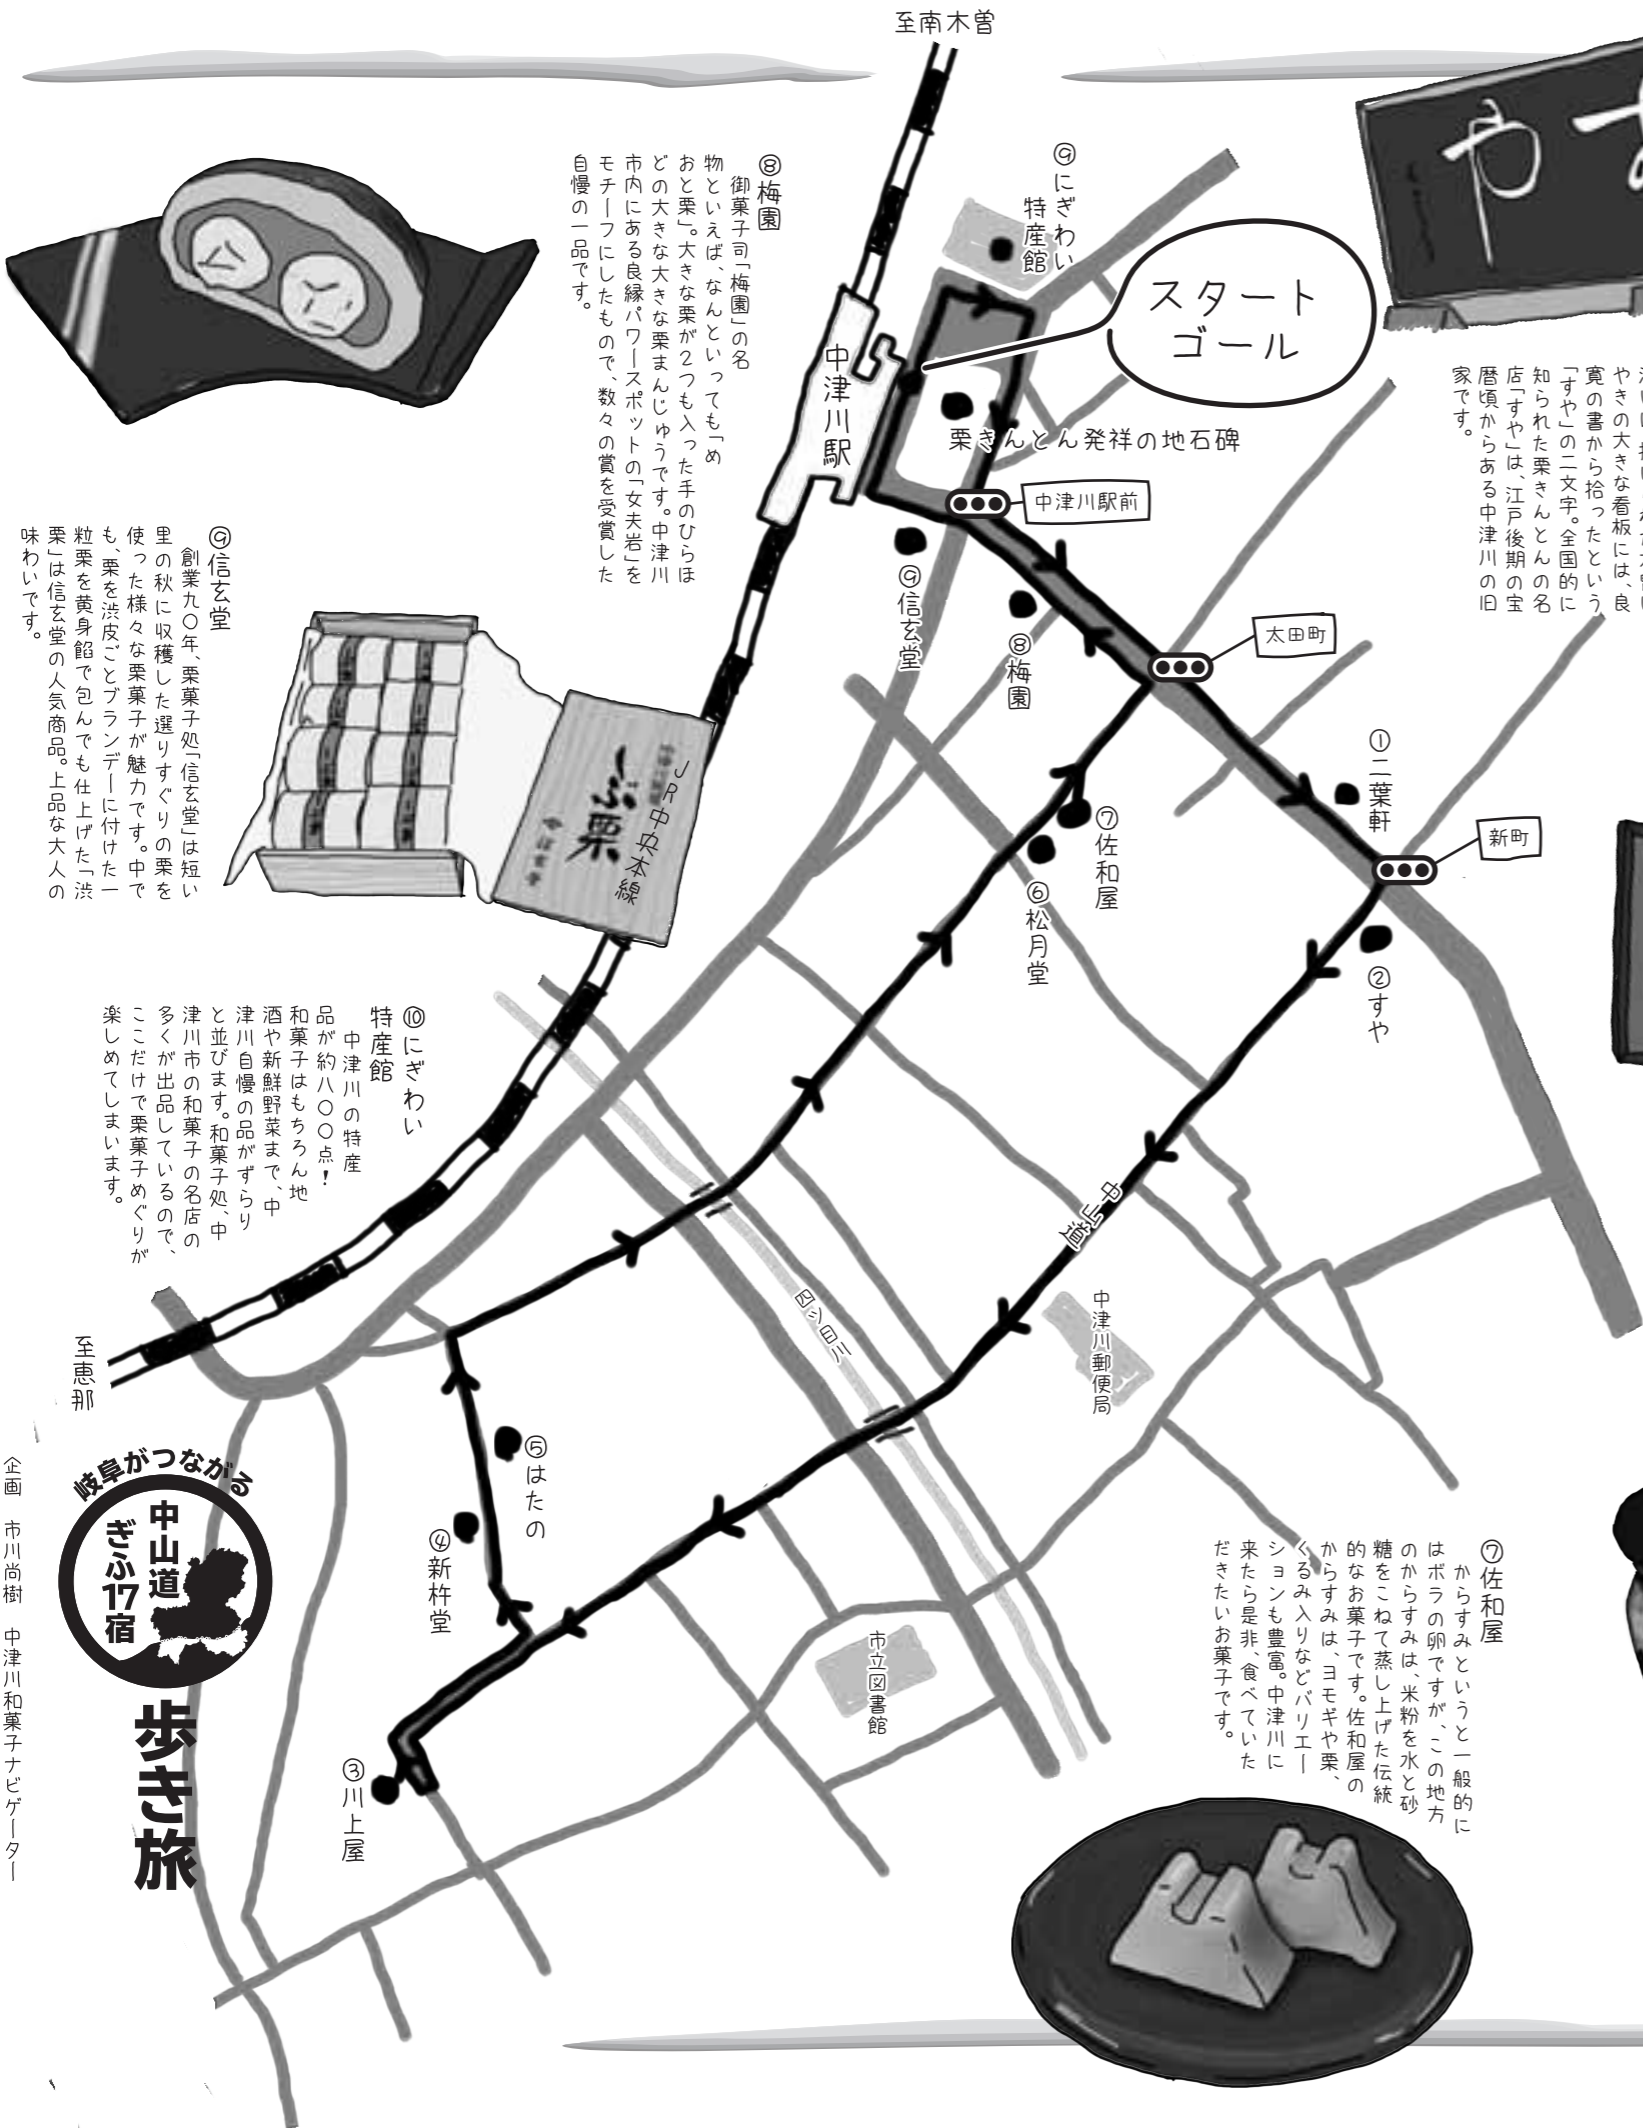 至南木曽
⑨にぎわい
特産館
スタート
ゴール
や
中津川駅
栗きんとん発祥の地石碑
中津川駅前
⑨信玄堂
⑧梅園
太田町
①二葉軒
新町
②すや
⑦佐和屋
⑥松月堂
JR中央本線
中山道
四ツ目川
中津川郵便局
市立図書館
⑤はたの
④新杵堂
③川上屋
至恵那
やきの大きな看板には、良
寛の書から拾ったという
「すや」の二文字。全国的に
知られた栗きんとんの名
店「すや」は、江戸後期の宝
暦頃からある中津川の旧
家です。
⑧梅園
御菓子司「梅園」の名
物といえば、なんといっても「め
おと栗」。大きな栗が2つも入った手のひらほ
どの大きな大きな栗まんじゅうです。中津川
市内にある良縁パワースポットの「女夫岩」を
モチーフにしたもので、数々の賞を受賞した
自慢の一品です。
⑨信玄堂
創業九〇年、栗菓子処「信玄堂」は短い
里の秋に収穫した選りすぐりの栗を
使った様々な栗菓子が魅力です。中で
も、栗を渋皮ごとブランデーに付けた一
粒栗を黄身餡で包んでも仕上げた「渋
栗」は信玄堂の人気商品。上品な大人の
味わいです。
⑩にぎわい
特産館
中津川の特産
品が約八〇〇点!
和菓子はもちろん地
酒や新鮮野菜まで、中
津川自慢の品がずらり
と並びます。和菓子処、中
津川市の和菓子の名店の
多くが出品しているので、
ここだけで栗菓子めぐりが
楽しめてしまいます。
⑦佐和屋
からすみというと一般的に
はボラの卵ですが、この地方
のからすみは、米粉を水と砂
糖をこねて蒸し上げた伝統
的なお菓子です。佐和屋の
からすみは、ヨモギや栗、
くるみ入りなどバリエー
ションも豊富。中津川に
来たら是非、食べていた
だきたいお菓子です。
岐阜がつながる
中山道
ぎふ17宿
歩き旅
企画　市川尚樹　中津川和菓子ナビゲーター